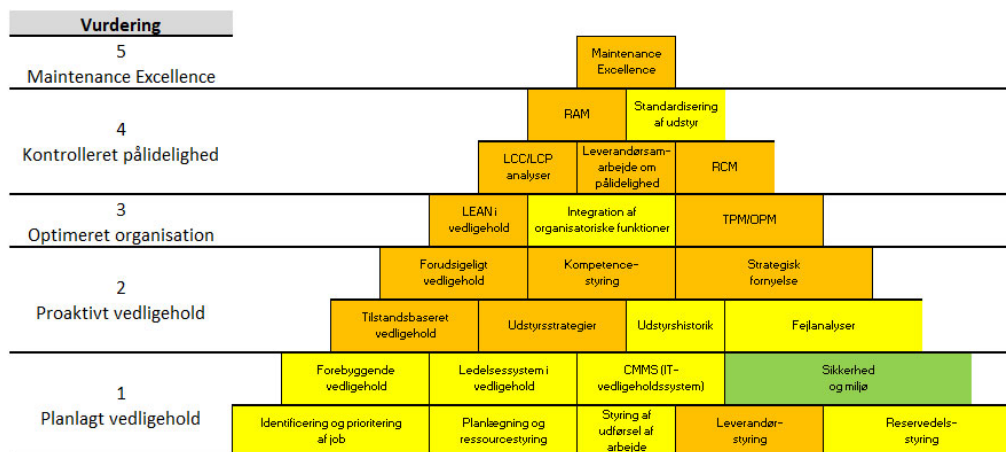 Vurdering
5
Maintenance Excellence
Maintenance
Excellence
4
Kontrolleret pålidelighed
RAM
Standardisering
af udstyr
LCC/LCP
analyser
Leverandørsam-
arbejde om
pålidelighed
RCM
3
Optimeret organisation
LEAN i
vedligehold
Integration af
organisatoriske funktioner
TPM/OPM
2
Proaktivt vedligehold
Forudsigeligt
vedligehold
Kompetence-
styring
Strategisk
fornyelse
Tilstandsbaseret
vedligehold
Udstyrsstrategier
Udstyrshistorik
Fejlanalyser
1
Planlagt vedligehold
Forebyggende
vedligehold
Ledelsessystem i
vedligehold
CMMS (IT-
vedligeholdssystem)
Sikkerhed
og miljø
Identificering og prioritering
af job
Planlægning og
ressourcestyring
Styring af
udførsel af
arbejde
Leverandør-
styring
Reservedels-
styring